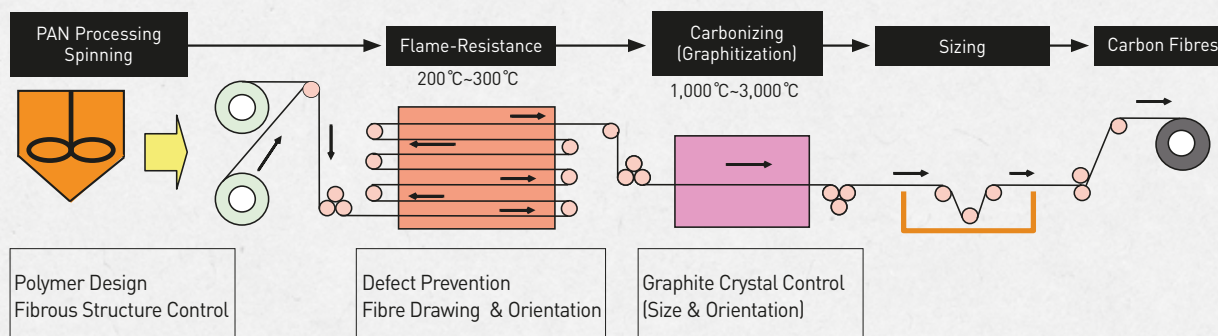 PAN Processing
Spinning
Flame-Resistance
Carbonizing
(Graphitization)
Sizing
Carbon Fibres
200°C~300°C
1,000°C~3,000°C
Polymer Design
Fibrous Structure Control
Defect Prevention
Fibre Drawing & Orientation
Graphite Crystal Control
(Size & Orientation)